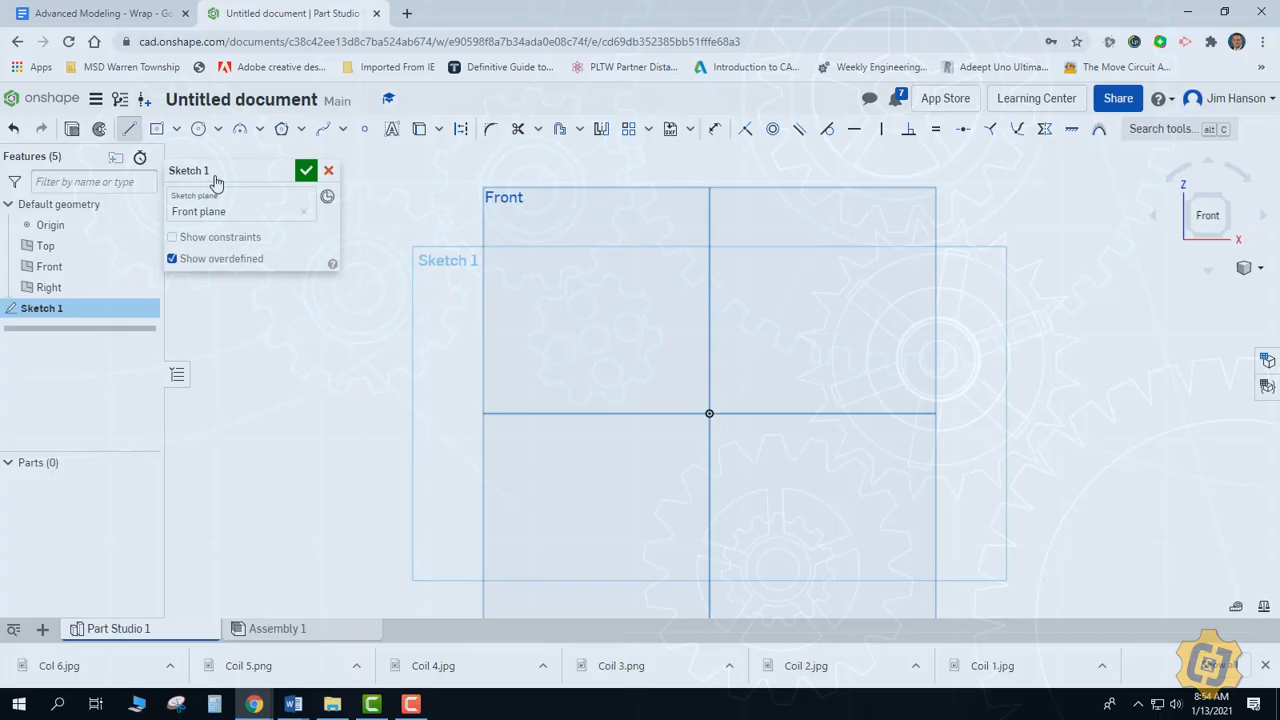 Advanced Modeling - Wrap - Go
Untitled document | Part Studio 1
cad.onshape.com/documents/c38c42ee13d8c7ba524ab674/w/e90598f8a7b34ada0e08c74f/e/cd69db352385bb51fffe68a3
Apps
MSD Warren Township
Adobe creative des...
Imported From IE
Definitive Guide to...
PLTW Partner Dista...
Introduction to CA...
Weekly Engineering...
Adeept Uno Ultima...
The Move Circuit A...
onshape
Untitled document Main
7
App Store
Learning Center
Share
Jim Hanson
Search tools... alt C
Features (5)
Filter by name or type
Default geometry
Origin
Top
Front
Right
Sketch 1
Sketch 1
Sketch plane
Front plane
Show constraints
Show overdefined
Front
Sketch 1
Z
Front
X
Parts (0)
Part Studio 1
Assembly 1
Col 6.jpg
Coil 5.png
Coil 4.jpg
Coil 3.png
Coil 2.jpg
Coil 1.jpg
Show all
8:54 AM
1/13/2021